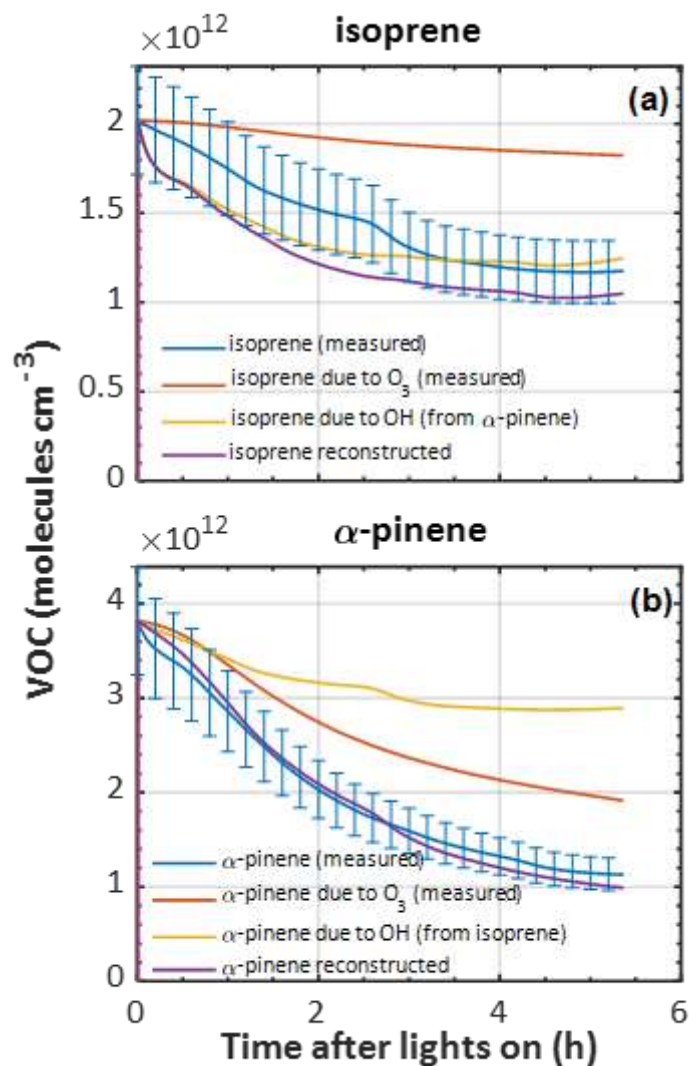 ×10¹²
isoprene
(a)
2
1.5
1
0.5
0
isoprene (measured)
isoprene due to O₃ (measured)
isoprene due to OH (from α-pinene)
isoprene reconstructed
VOC (molecules cm⁻³)
×10¹²
α-pinene
(b)
4
3
2
1
0
α-pinene (measured)
α-pinene due to O₃ (measured)
α-pinene due to OH (from isoprene)
α-pinene reconstructed
0 2 4 6
Time after lights on (h)